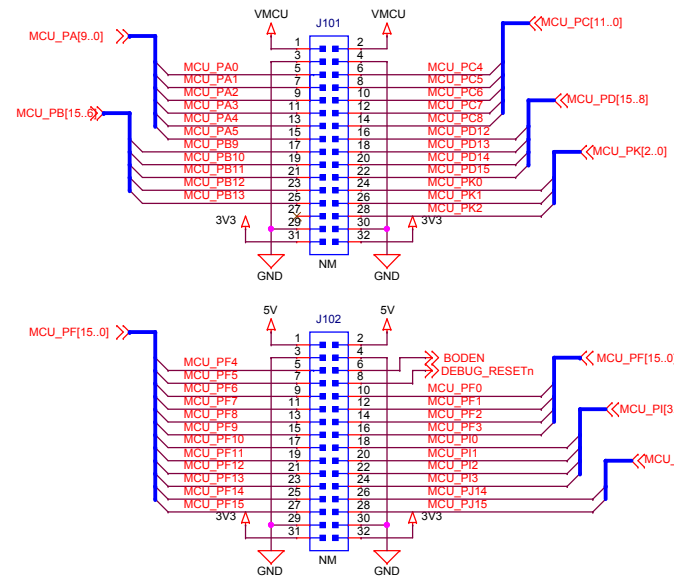 VMCU J101 VMCU
MCU_PA[9..0] MCU_PC[11..0]
1 2
3 4
MCU_PA0 5 6 MCU_PC4
MCU_PA1 7 8 MCU_PC5
MCU_PA2 9 10 MCU_PC6
MCU_PA3 11 12 MCU_PC7
MCU_PA4 13 14 MCU_PC8
MCU_PA5 15 16 MCU_PD12
MCU_PB9 17 18 MCU_PD13
MCU_PB10 19 20 MCU_PD14
MCU_PB11 21 22 MCU_PD15
MCU_PB12 23 24 MCU_PK0
MCU_PB13 25 26 MCU_PK1
27 28 MCU_PK2
29 30
31 32
MCU_PB[15..6]
MCU_PD[15..8]
MCU_PK[2..0]
3V3 3V3
GND NM GND
5V J102 5V
MCU_PF[15..0]
1 2
3 4
MCU_PF4 5 6 BODEN
MCU_PF5 7 8 DEBUG_RESETn
MCU_PF6 9 10 MCU_PF0
MCU_PF7 11 12 MCU_PF1
MCU_PF8 13 14 MCU_PF2
MCU_PF9 15 16 MCU_PF3
MCU_PF10 17 18 MCU_PI0
MCU_PF11 19 20 MCU_PI1
MCU_PF12 21 22 MCU_PI2
MCU_PF13 23 24 MCU_PI3
MCU_PF14 25 26 MCU_PJ14
MCU_PF15 27 28 MCU_PJ15
29 30
31 32
MCU_PF[15..0
MCU_PI[3
MCU_
3V3 3V3
GND NM GND